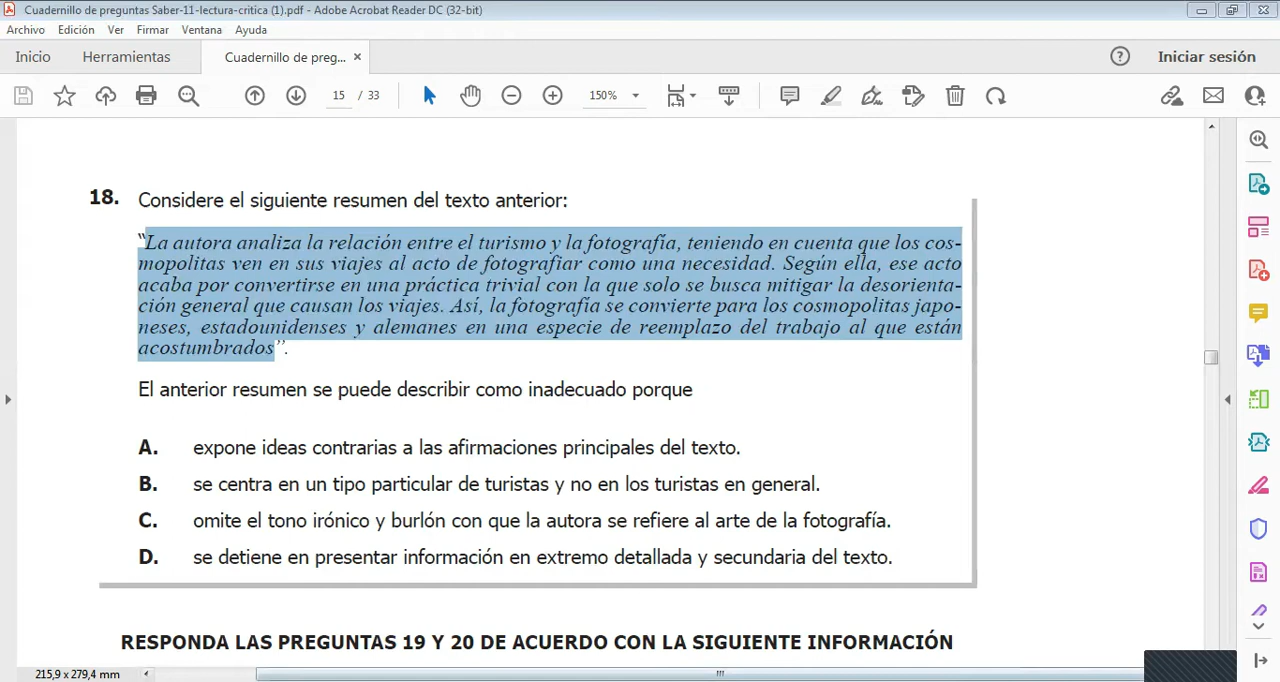 Cuadernillo de preguntas Saber-11-lectura-critica (1).pdf - Adobe Acrobat Reader DC (32-bit)
Archivo Edición Ver Firmar Ventana Ayuda
Inicio Herramientas Cuadernillo de preg... × Iniciar sesión
15 / 33 150%
18. Considere el siguiente resumen del texto anterior:
“La autora analiza la relación entre el turismo y la fotografía, teniendo en cuenta que los cos-
mopolitas ven en sus viajes al acto de fotografiar como una necesidad. Según ella, ese acto
acaba por convertirse en una práctica trivial con la que solo se busca mitigar la desorienta-
ción general que causan los viajes. Así, la fotografía se convierte para los cosmopolitas japo-
neses, estadounidenses y alemanes en una especie de reemplazo del trabajo al que están
acostumbrados”.
El anterior resumen se puede describir como inadecuado porque
A. expone ideas contrarias a las afirmaciones principales del texto.
B. se centra en un tipo particular de turistas y no en los turistas en general.
C. omite el tono irónico y burlón con que la autora se refiere al arte de la fotografía.
D. se detiene en presentar información en extremo detallada y secundaria del texto.
RESPONDA LAS PREGUNTAS 19 Y 20 DE ACUERDO CON LA SIGUIENTE INFORMACIÓN
215,9 x 279,4 mm